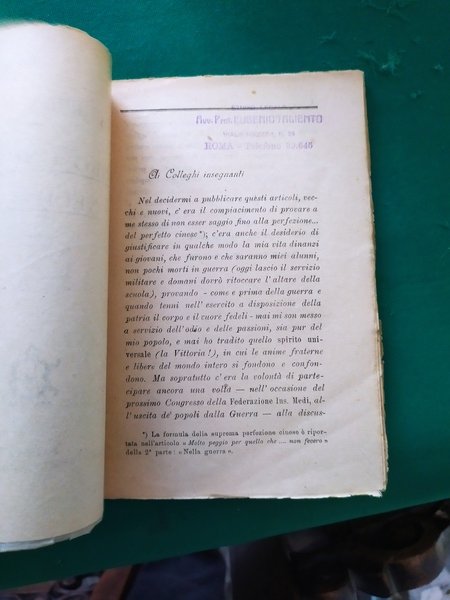 Avv. Prof. EUGENIO
ROMA - Telefono
A Colleghi insegnanti
Nel decidermi a pubblicare questi articoli, vec-
chi e nuovi, c'era il compiacimento di provare a
me stesso di non esser saggio fino alla perfezione...
del perfetto cinese*); c'era anche il desiderio di
giustificare in qualche modo la mia vita dinanzi
ai giovani, che furono e che saranno miei alunni,
non pochi morti in guerra (oggi lascio il servizio
militare e domani dovrò ritoccare l'altare della
scuola), provando - come e prima della guerra e
quando tenni nell'esercito a disposizione della
patria il corpo e il cuore fedeli - mai mi son messo
a servizio dell'odio e delle passioni, sia pur del
mio popolo, e mai ho tradito quello spirito uni-
versale (la Vittoria!), in cui le anime fraterne
e libere del mondo intero si fondono e confon-
dono. Ma sopratutto c'era la volontà di parte-
cipare ancora una volta — nell'occasione del
prossimo Congresso della Federazione Ins. Medi, al-
l'uscita de' popoli dalla Guerra — alla discus-
*) La formola della suprema perfezione cinese è ripor-
tata nell'articolo « Molto peggio per quello che .... non fecero »
della 2ª parte: « Nella guerra ».